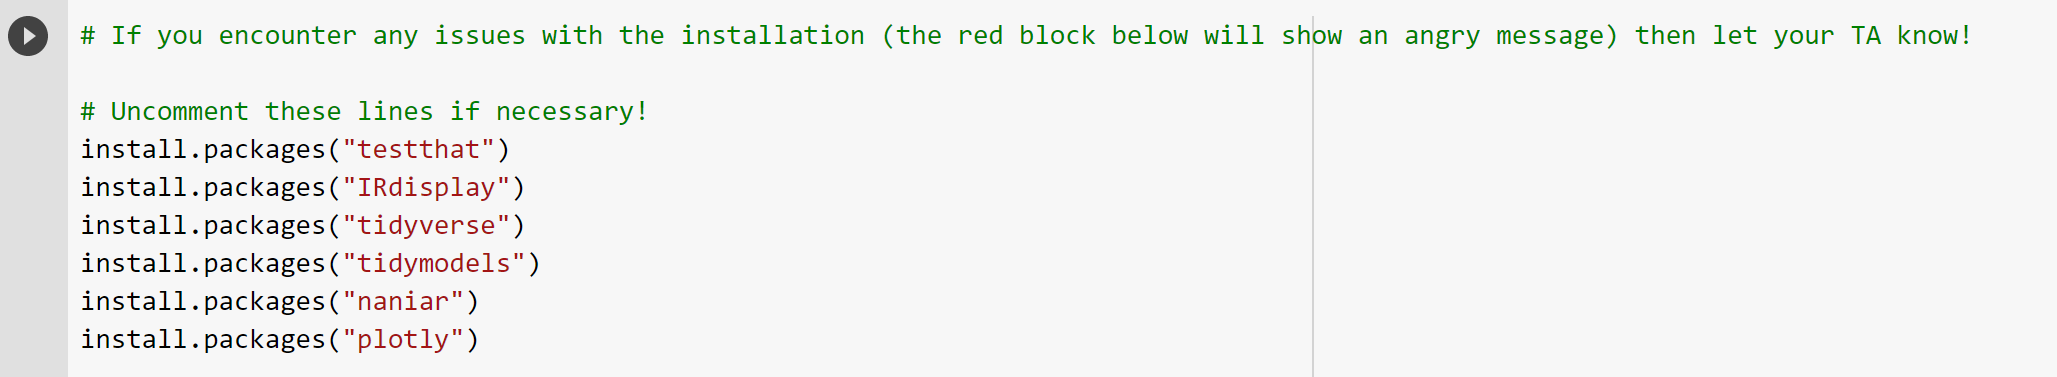 # If you encounter any issues with the installation (the red block below will show an angry message) then let your TA know!
# Uncomment these lines if necessary!
install.packages("testthat")
install.packages("IRdisplay")
install.packages("tidyverse")
install.packages("tidymodels")
install.packages("naniar")
install.packages("plotly")